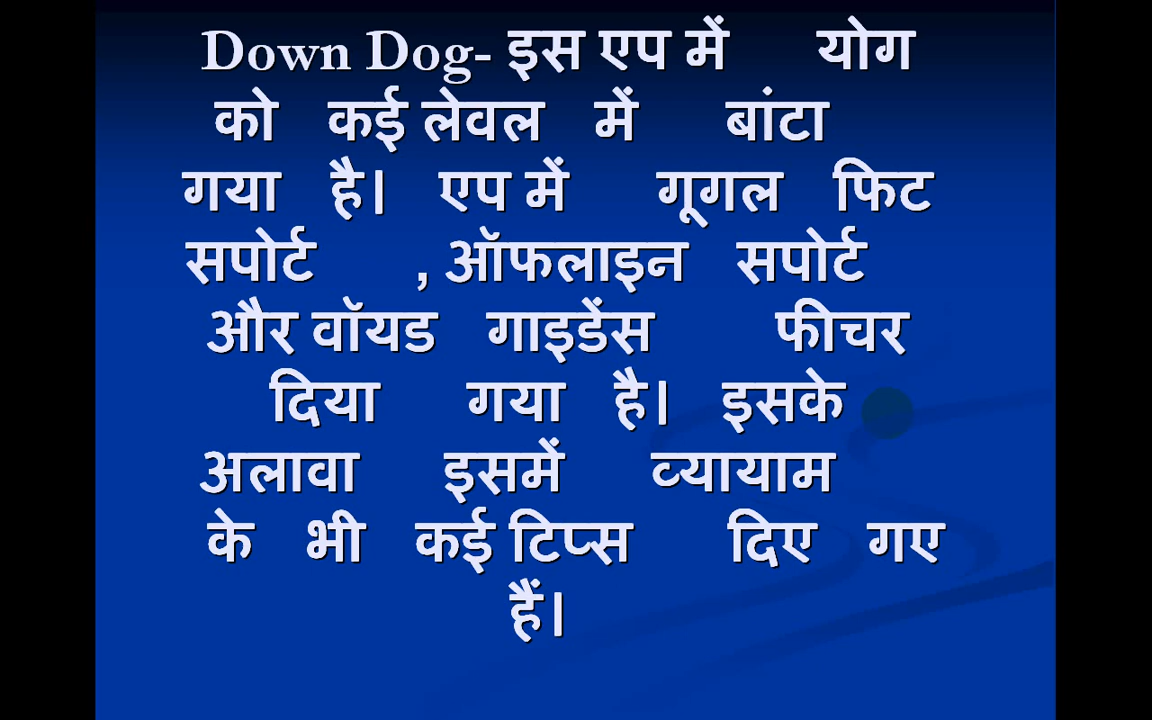 Down Dog- इस एप में योग
को कई लेवल में बांटा
गया है। एप में गूगल फिट
सपोर्ट , ऑफलाइन सपोर्ट
और वॉयड गाइडेंस फीचर
दिया गया है। इसके
अलावा इसमें व्यायाम
के भी कई टिप्स दिए गए
हैं।